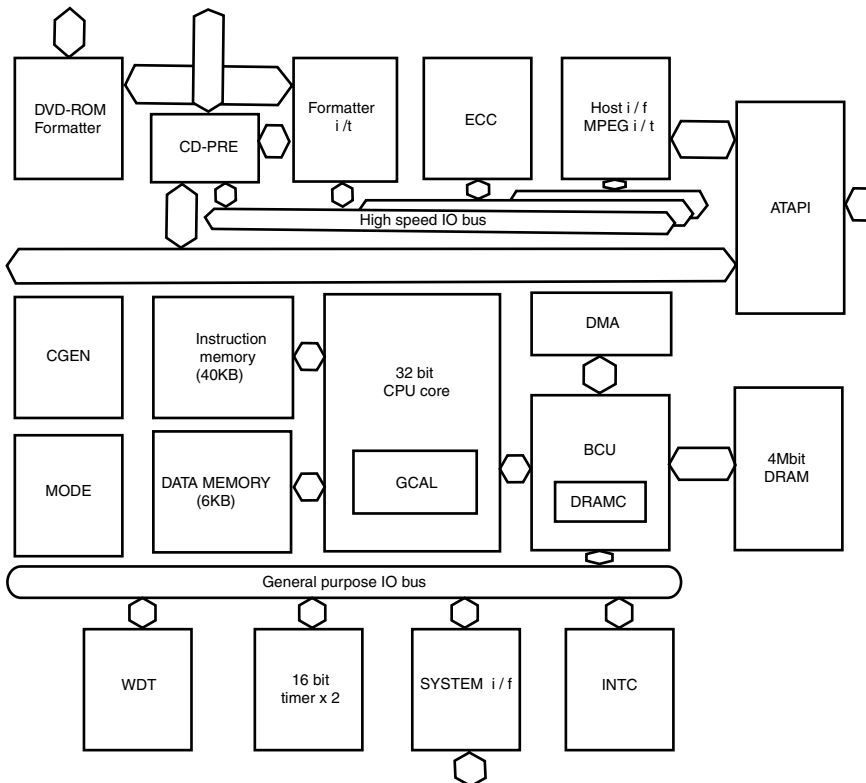 DVD-ROM
Formatter
CD-PRE
Formatter
i /t
ECC
Host i / f
MPEG i / t
ATAPI
High speed IO bus
CGEN
Instruction
memory
(40KB)
32 bit
CPU core
DMA
MODE
DATA MEMORY
(6KB)
GCAL
BCU
DRAMC
4Mbit
DRAM
General purpose IO bus
WDT
16 bit
timer x 2
SYSTEM i / f
INTC